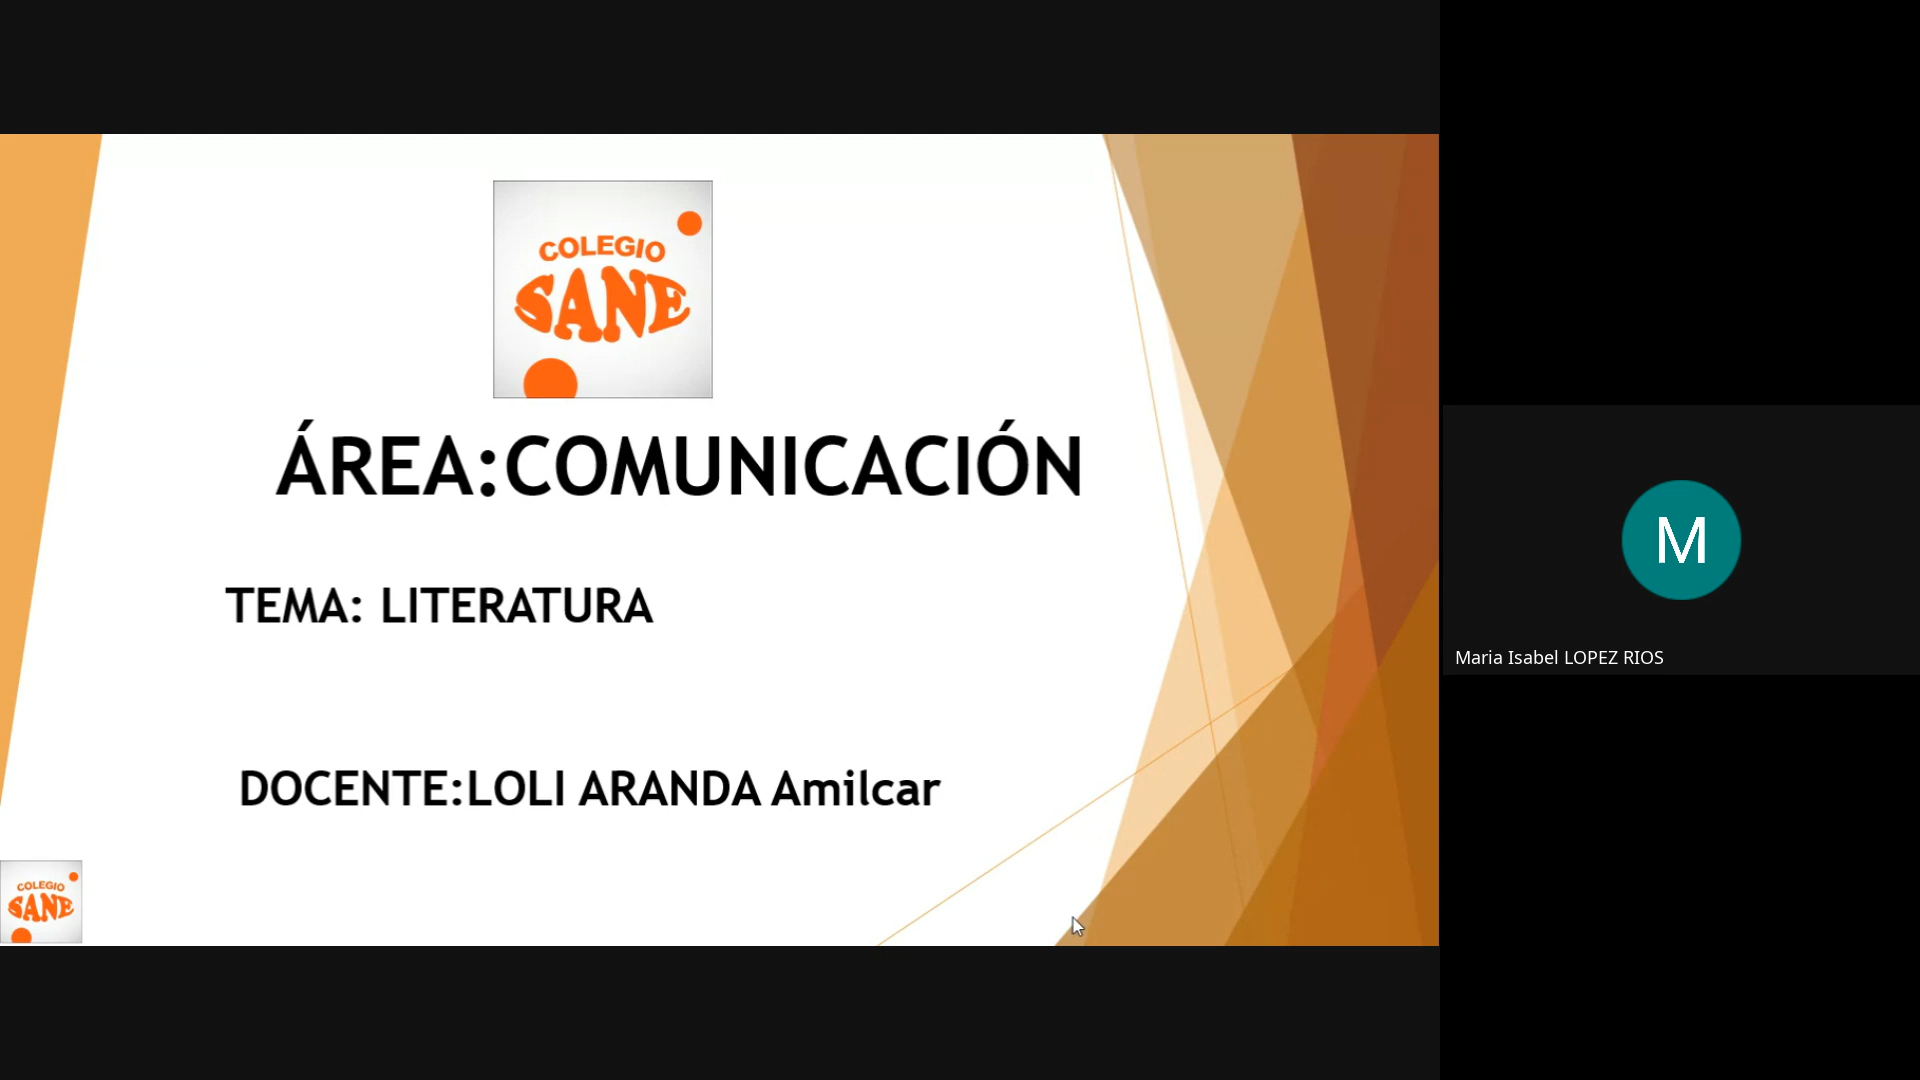 COLEGIO
SANE
ÁREA:COMUNICACIÓN
TEMA: LITERATURA
DOCENTE:LOLI ARANDA Amilcar
COLEGIO
SANE
M
Maria Isabel LOPEZ RIOS